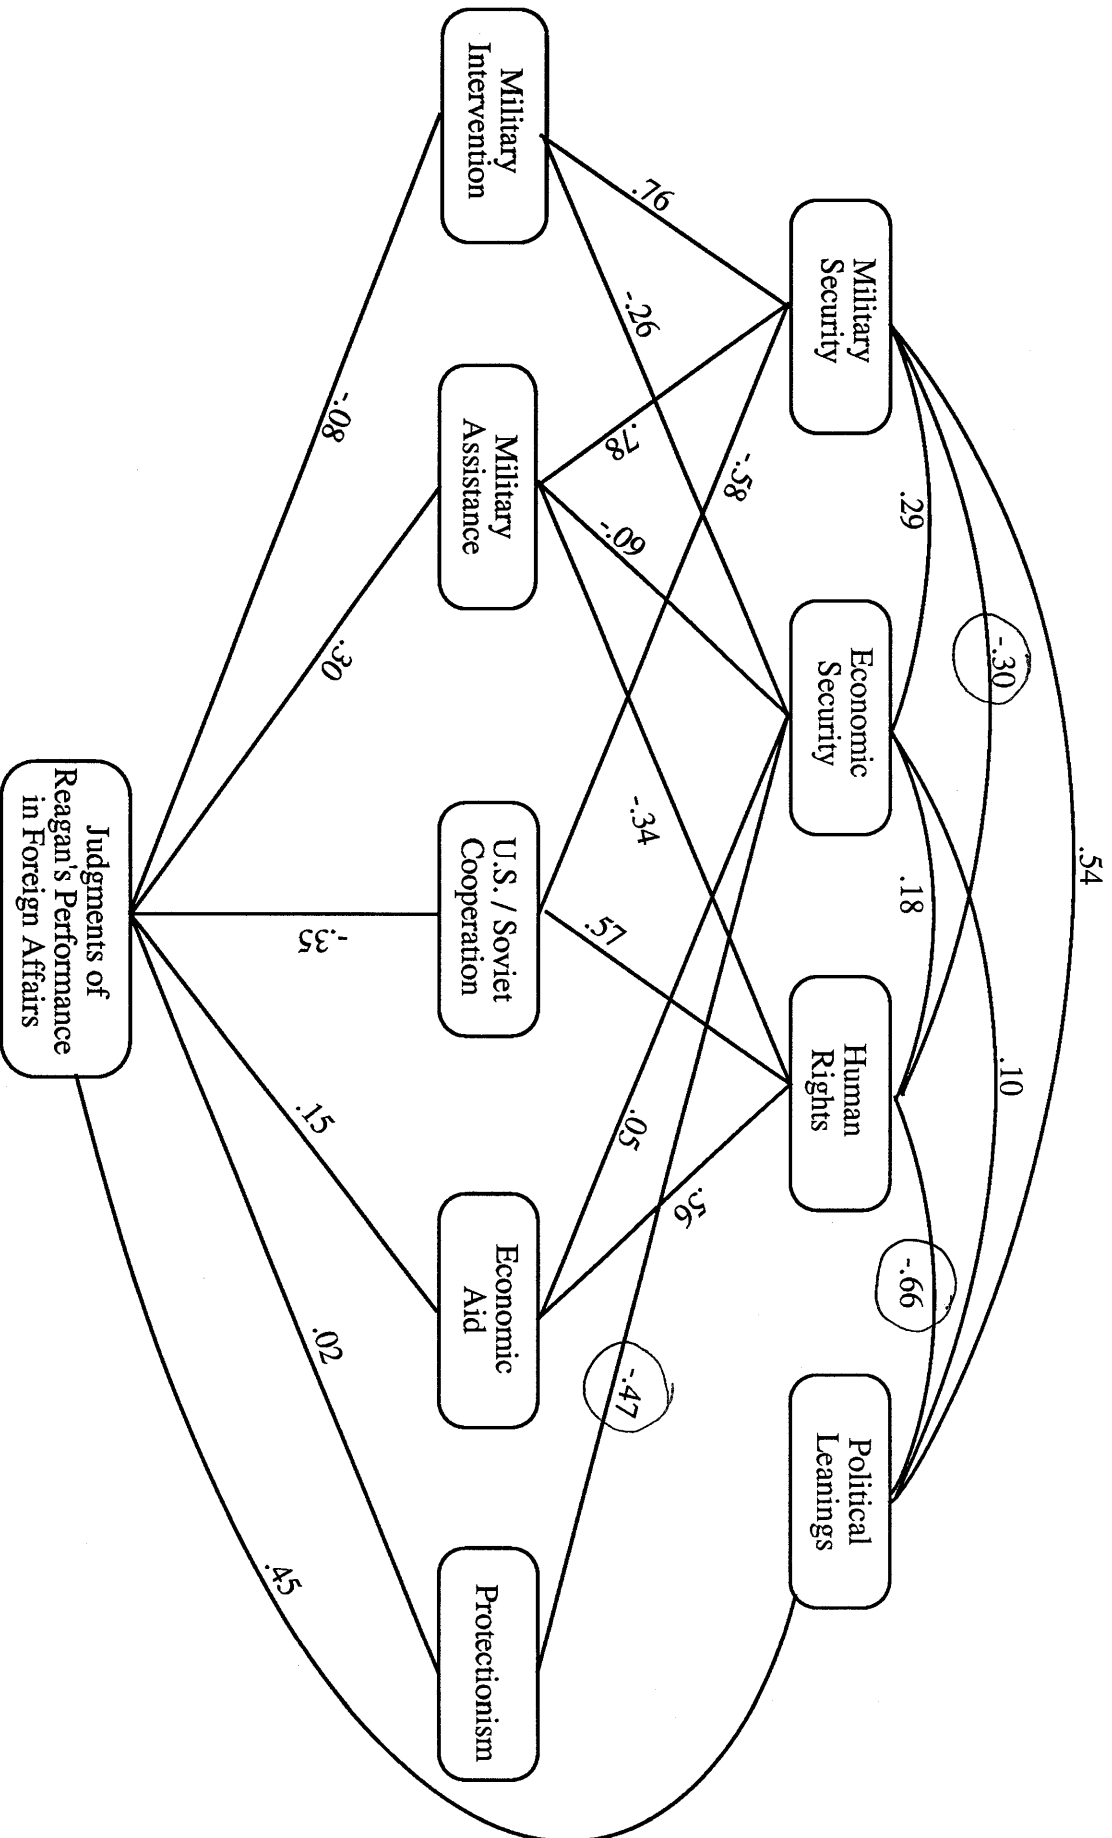 .54
-.30
.10
.29
.18
-.66
Military
Security
Economic
Security
Human
Rights
Political
Leanings
.76
-.26
.78
-.58
-.09
-.34
.57
.05
.56
-.47
Military
Intervention
Military
Assistance
U.S. / Soviet
Cooperation
Economic
Aid
Protectionism
-.08
.30
-.35
.15
.02
.45
Judgments of
Reagan's Performance
in Foreign Affairs